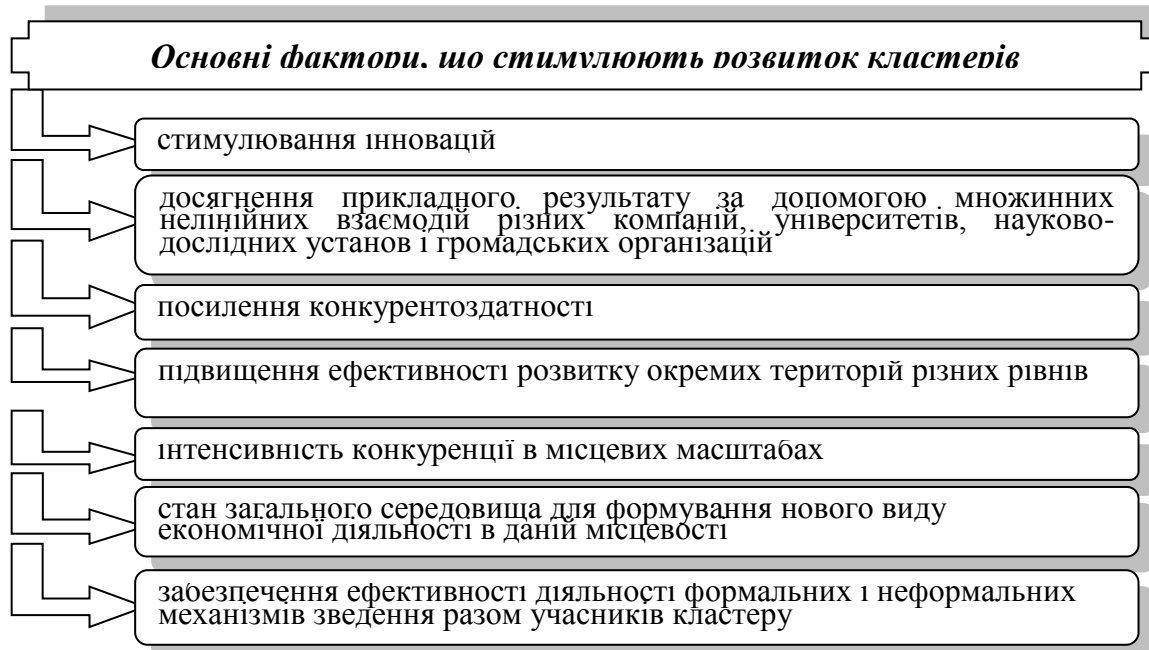 Основні фактори, що стимулюють розвиток кластерів
стимулювання інновацій
досягнення прикладного результату за допомогою множинних
нелінійних взаємодій різних компаній, університетів, науково-
дослідних установ і громадських організацій
посилення конкурентоздатності
підвищення ефективності розвитку окремих територій різних рівнів
інтенсивність конкуренції в місцевих масштабах
стан загального середовища для формування нового виду
економічної діяльності в даній місцевості
забезпечення ефективності діяльності формальних і неформальних
механізмів зведення разом учасників кластеру